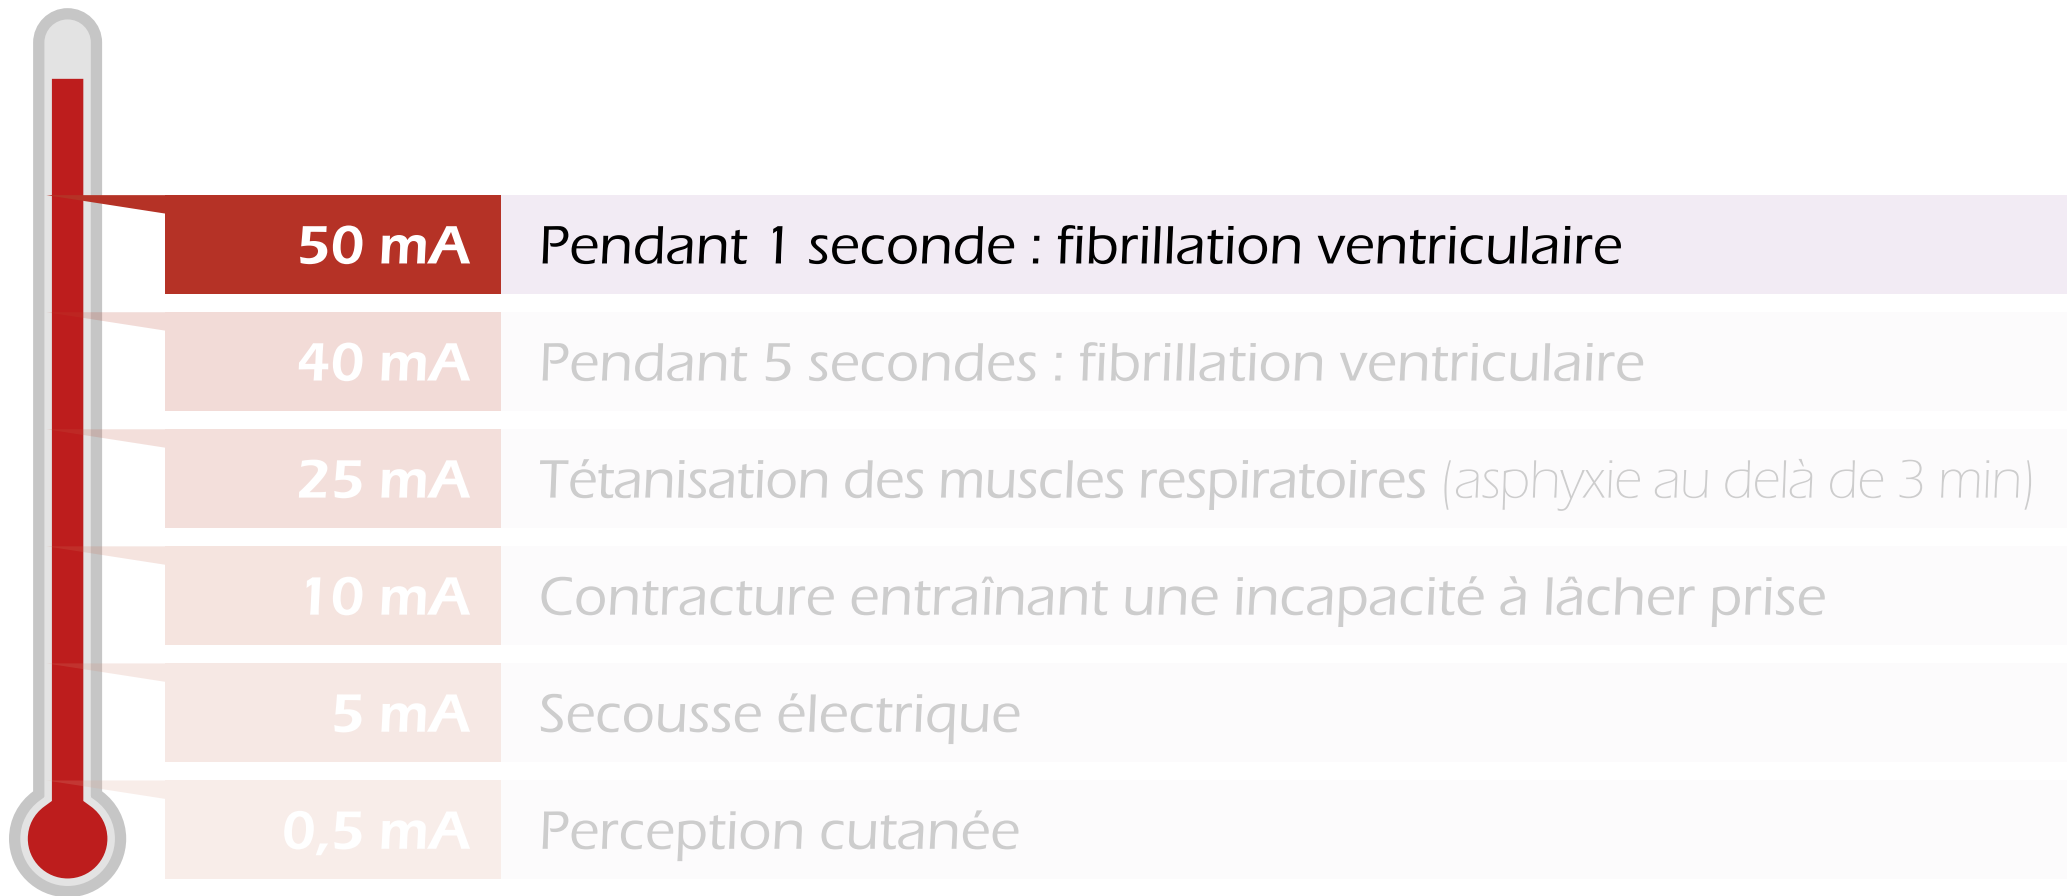 50 mA Pendant 1 seconde : fibrillation ventriculaire
40 mA Pendant 5 secondes : fibrillation ventriculaire
25 mA Tétanisation des muscles respiratoires (asphyxie au delà de 3 min)
10 mA Contracture entraînant une incapacité à lâcher prise
5 mA Secousse électrique
0,5 mA Perception cutanée